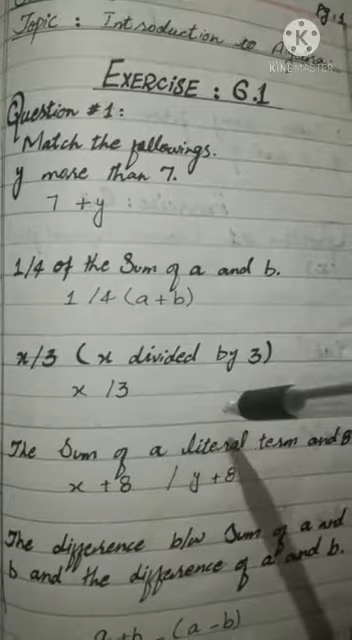 Pg.1
Topic : Introduction to
KINEMASTER
EXERCISE : 6.1
Question #1:
Match the followings.
y more than 7.
7 + y
1/4 of the Sum of a and b.
1 /4 (a+b)
x/3 ( x divided by 3)
x /3
The Sum of a literal term and 8
x +8 / y +8
The difference b/w Sum of a and
b and the difference of a and b.
a+b - (a-b)